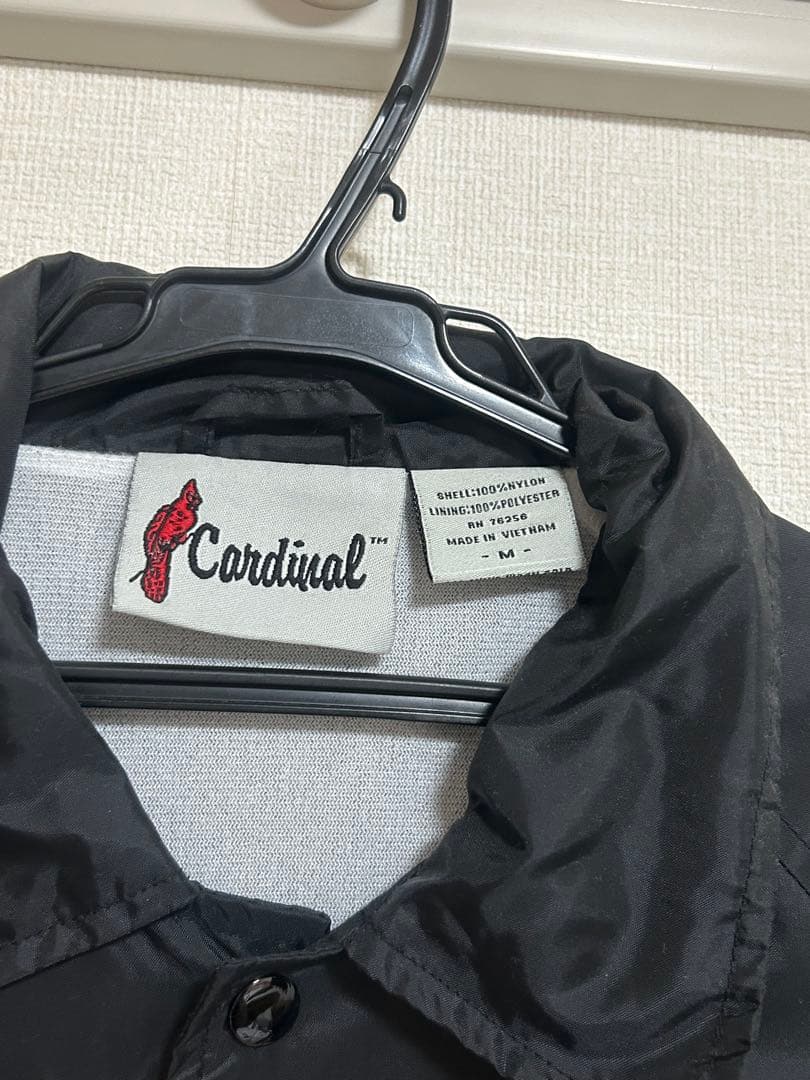 Cardinal™
SHELL:100%NYLON
LINING:100%POLYESTER
RN 76256
MADE IN VIETNAM
- M -